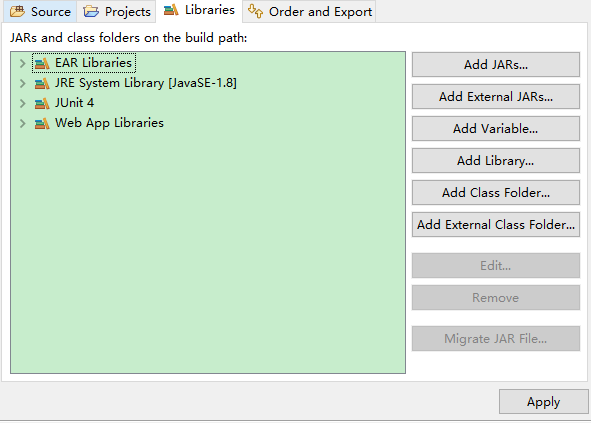 Source Projects Libraries Order and Export
JARs and class folders on the build path:
EAR Libraries
JRE System Library [JavaSE-1.8]
JUnit 4
Web App Libraries
Add JARs...
Add External JARs...
Add Variable...
Add Library...
Add Class Folder...
Add External Class Folder...
Edit...
Remove
Migrate JAR File...
Apply